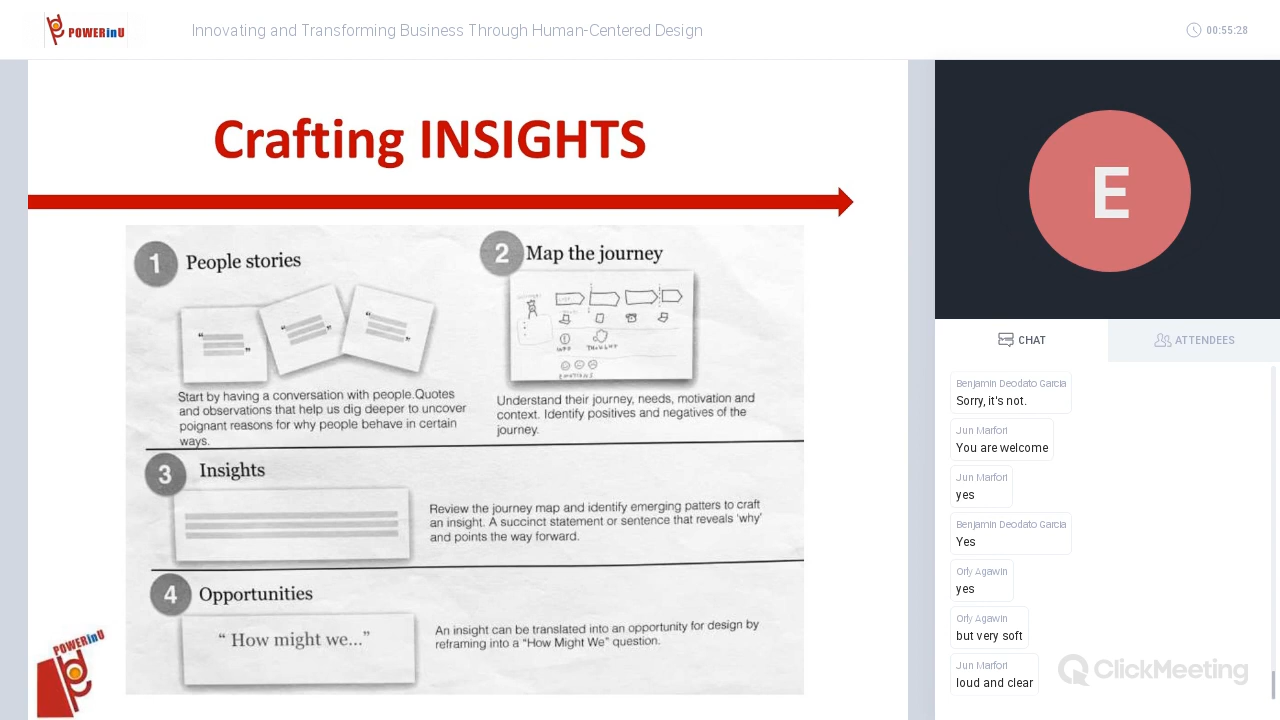 POWERinU
Innovating and Transforming Business Through Human-Centered Design
00:55:28
Crafting INSIGHTS
1 People stories
Start by having a conversation with people.Quotes
and observations that help us dig deeper to uncover
poignant reasons for why people behave in certain
ways.
2 Map the journey
EMOTIONS
Understand their journey, needs, motivation and
context. Identify positives and negatives of the
journey.
3 Insights
Review the journey map and identify emerging patters to craft
an insight. A succinct statement or sentence that reveals 'why'
and points the way forward.
4 Opportunities
“ How might we...”
An insight can be translated into an opportunity for design by
reframing into a “How Might We” question.
POWERinU
E
CHAT
ATTENDEES
Benjamin Deodato Garcia
Sorry, it's not.
Jun Marfori
You are welcome
Jun Marfori
yes
Benjamin Deodato Garcia
Yes
Orly Agawin
yes
Orly Agawin
but very soft
Jun Marfori
loud and clear
ClickMeeting